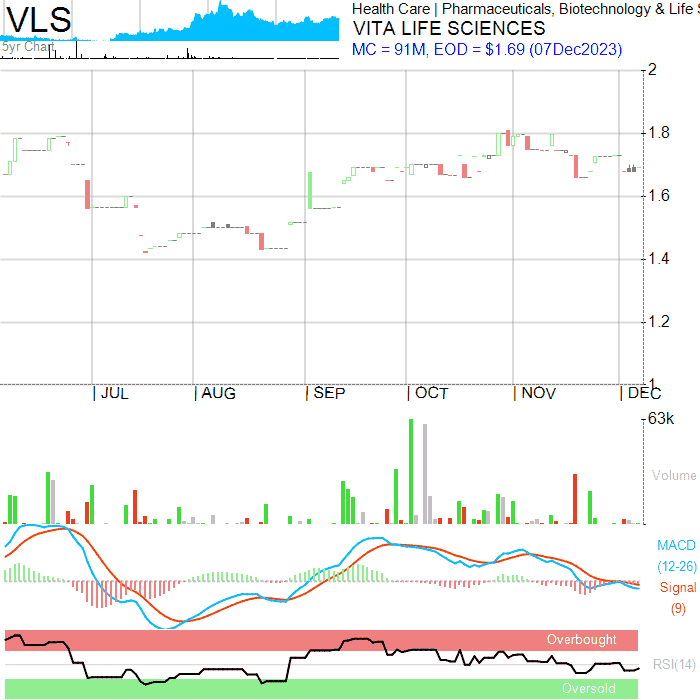 VLS
5yr Chart
Health Care | Pharmaceuticals, Biotechnology & Life S
VITA LIFE SCIENCES
MC = 91M, EOD = $1.69 (07Dec2023)
2
1.8
1.6
1.4
1.2
1
| JUL | AUG | SEP | OCT | NOV | DEC
63k
Volume
MACD
(12-26)
Signal
(9)
Overbought
RSI(14)
Oversold